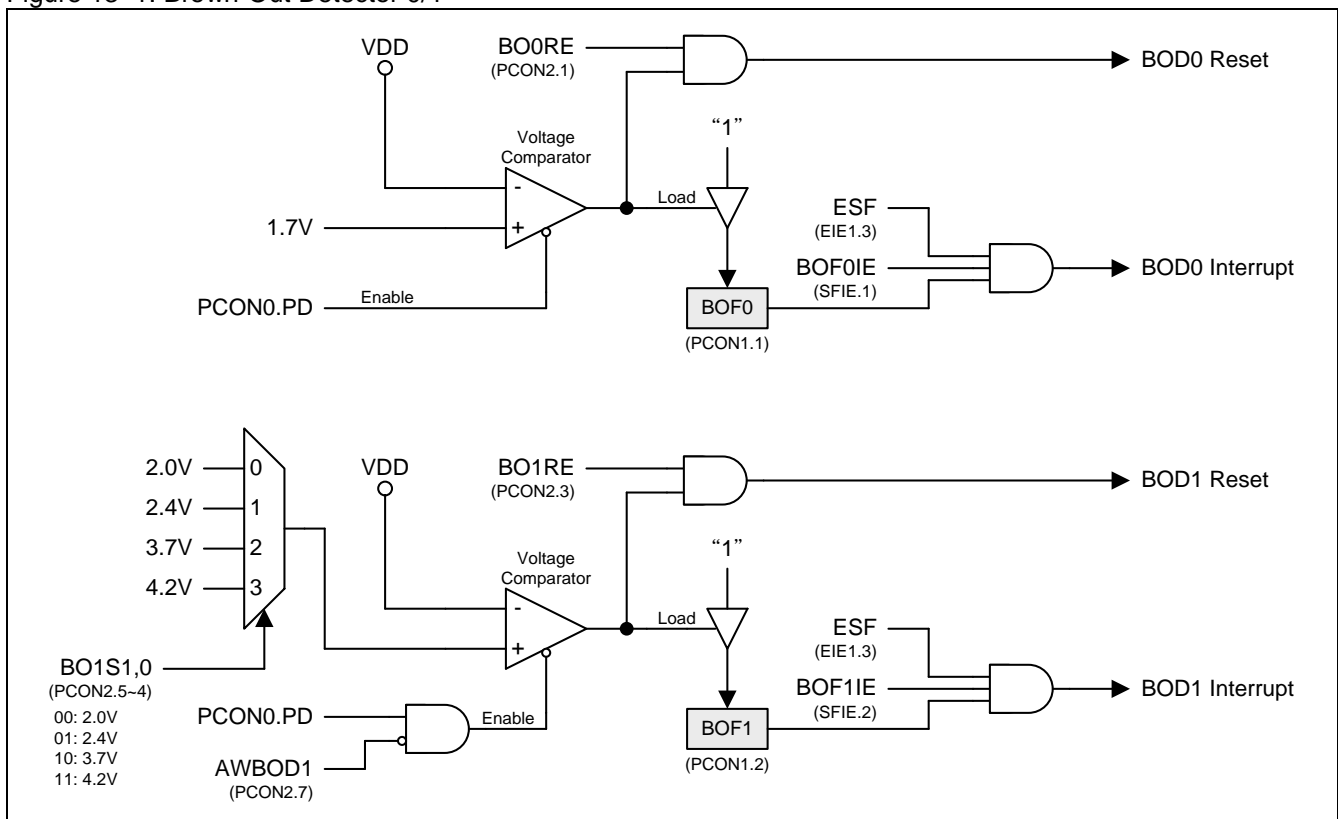 Figure 13-1. Brown-Out Detector 0/1
VDD
BO0RE
(PCON2.1)
BOD0 Reset
Voltage
Comparator
“1”
-
+
Load
1.7V
Enable
PCON0.PD
ESF
(EIE1.3)
BOF0IE
(SFIE.1)
BOD0 Interrupt
BOF0
(PCON1.1)
2.0V
0
2.4V
1
3.7V
2
4.2V
3
BO1S1,0
(PCON2.5~4)
00: 2.0V
01: 2.4V
10: 3.7V
11: 4.2V
VDD
BO1RE
(PCON2.3)
BOD1 Reset
Voltage
Comparator
“1”
-
+
Load
PCON0.PD
Enable
AWBOD1
(PCON2.7)
ESF
(EIE1.3)
BOF1IE
(SFIE.2)
BOD1 Interrupt
BOF1
(PCON1.2)